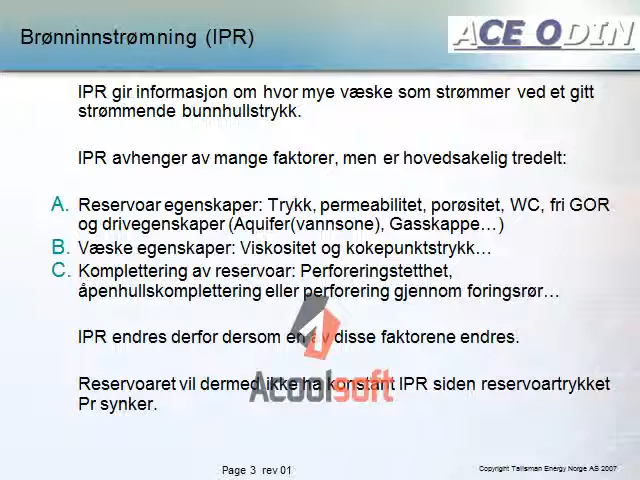 Brønninnstrømning (IPR)
ACE ODIN
IPR gir informasjon om hvor mye væske som strømmer ved et gitt
strømmende bunnhullstrykk.
IPR avhenger av mange faktorer, men er hovedsakelig tredelt:
A. Reservoar egenskaper: Trykk, permeabilitet, porøsitet, WC, fri GOR
og drivegenskaper (Aquifer(vannsone), Gasskappe…)
B. Væske egenskaper: Viskositet og kokepunktstrykk…
C. Komplettering av reservoar: Perforeringstetthet,
åpenhullskomplettering eller perforering gjennom foringsrør…
IPR endres derfor dersom en av disse faktorene endres.
Reservoaret vil dermed ikke ha konstant IPR siden reservoartrykket
Pr synker.
Acoolsoft
Page 3 rev 01
Copyright Talisman Energy Norge AS 2007